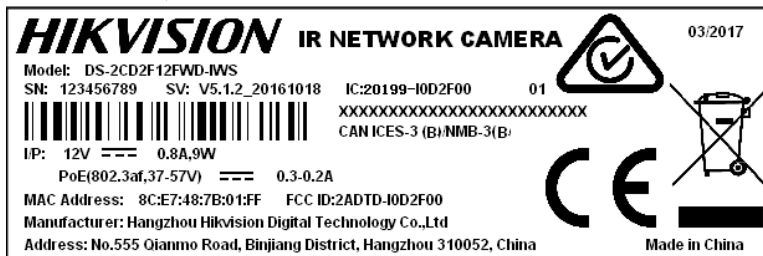 HIKVISION IR NETWORK CAMERA 03/2017
Model: DS-2CD2F12FWD-IWS
SN: 123456789 SV: V5.1.2_20161018 IC:20199-I0D2F00 01
XXXXXXXXXXXXXXXXXXXXXXXXX
CAN ICES-3 (B)/NMB-3(B)
I/P: 12V 0.8A,9W
PoE(802.3af,37-57V) 0.3-0.2A
MAC Address: 8C:E7:48:7B:01:FF FCC ID:2ADTD-I0D2F00
Manufacturer: Hangzhou Hikvision Digital Technology Co.,Ltd
Address: No.555 Qianmo Road, Binjiang District, Hangzhou 310052, China
CE
Made in China